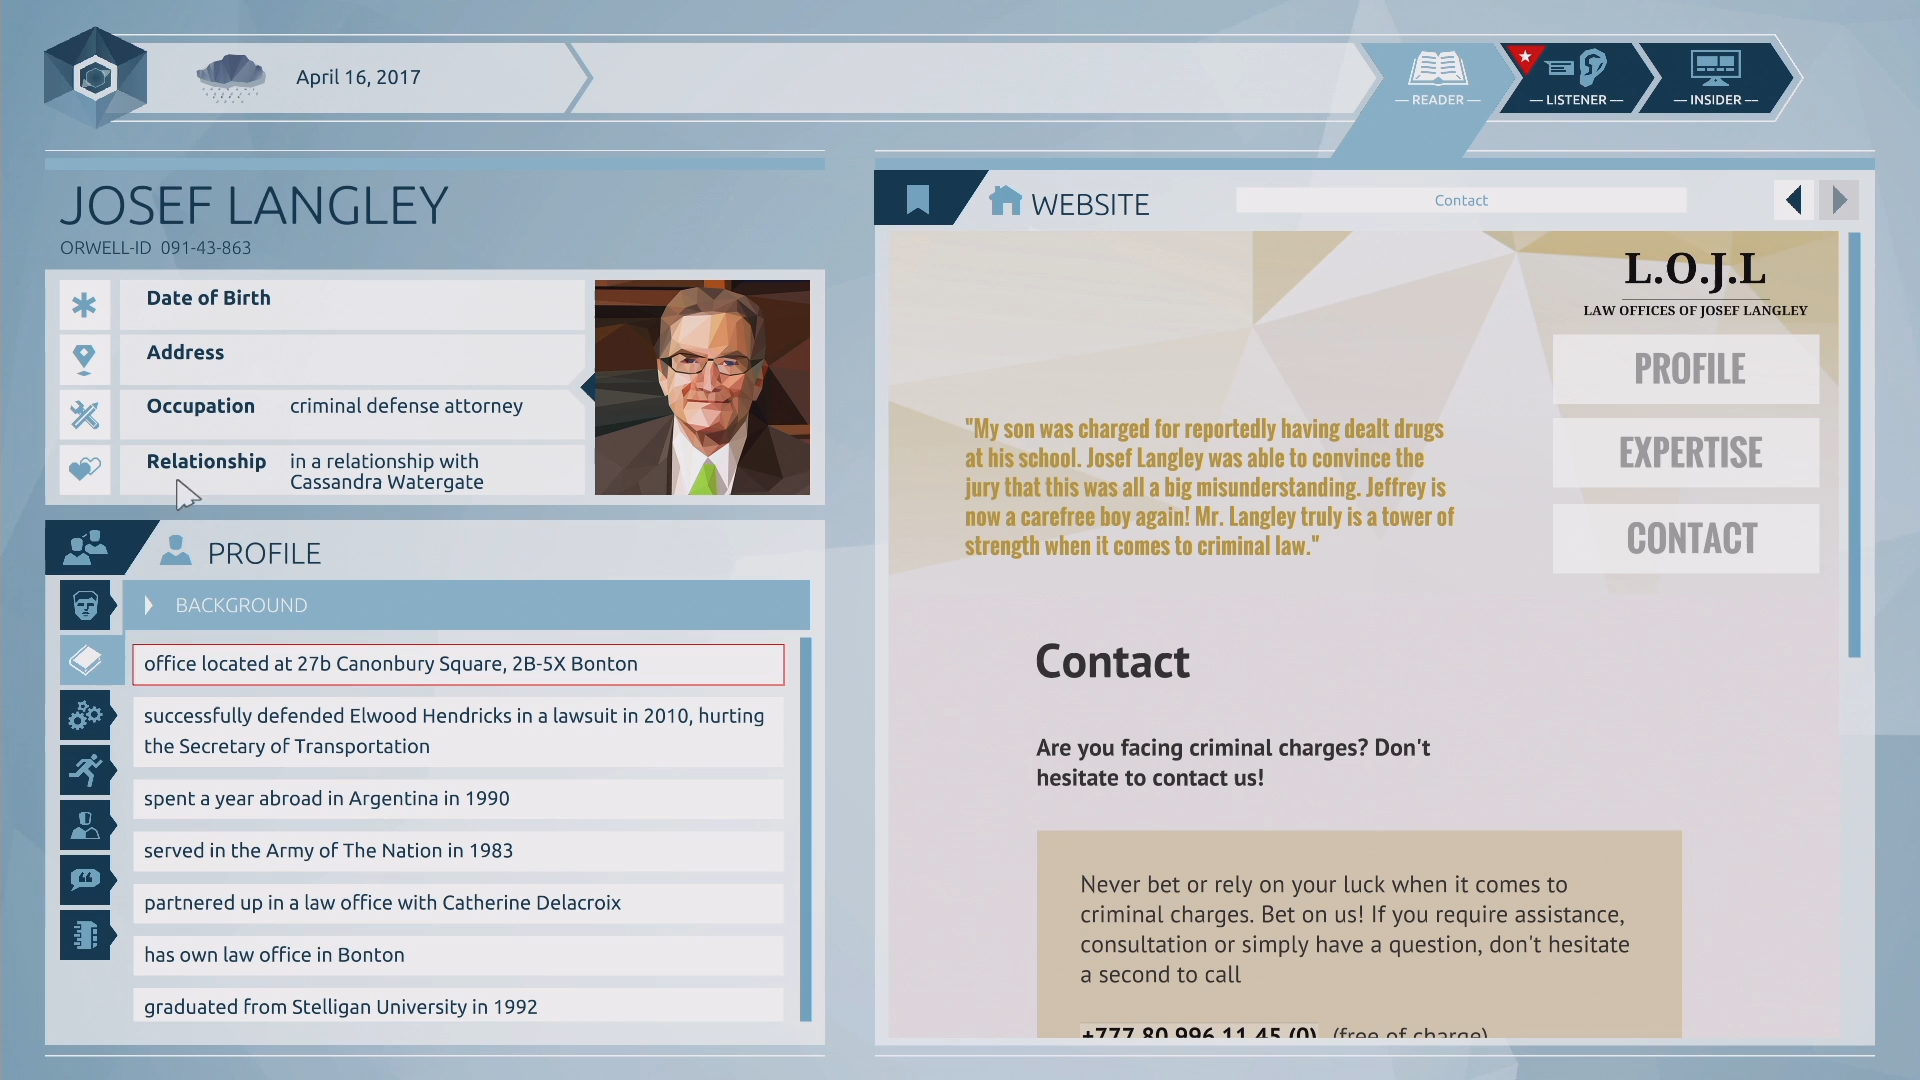 April 16, 2017
READER
LISTENER
INSIDER
JOSEF LANGLEY
ORWELL-ID 091-43-863
Date of Birth
Address
Occupation criminal defense attorney
Relationship in a relationship with
Cassandra Watergate
PROFILE
BACKGROUND
office located at 27b Canonbury Square, 2B-5X Bonton
successfully defended Elwood Hendricks in a lawsuit in 2010, hurting
the Secretary of Transportation
spent a year abroad in Argentina in 1990
served in the Army of The Nation in 1983
partnered up in a law office with Catherine Delacroix
has own law office in Bonton
graduated from Stelligan University in 1992
WEBSITE
Contact
L.O.J.L
LAW OFFICES OF JOSEF LANGLEY
PROFILE
EXPERTISE
CONTACT
"My son was charged for reportedly having dealt drugs
at his school. Josef Langley was able to convince the
jury that this was all a big misunderstanding. Jeffrey is
now a carefree boy again! Mr. Langley truly is a tower of
strength when it comes to criminal law."
Contact
Are you facing criminal charges? Don't
hesitate to contact us!
Never bet or rely on your luck when it comes to
criminal charges. Bet on us! If you require assistance,
consultation or simply have a question, don't hesitate
a second to call
+777 80 996 11 45 (0) (free of charge)